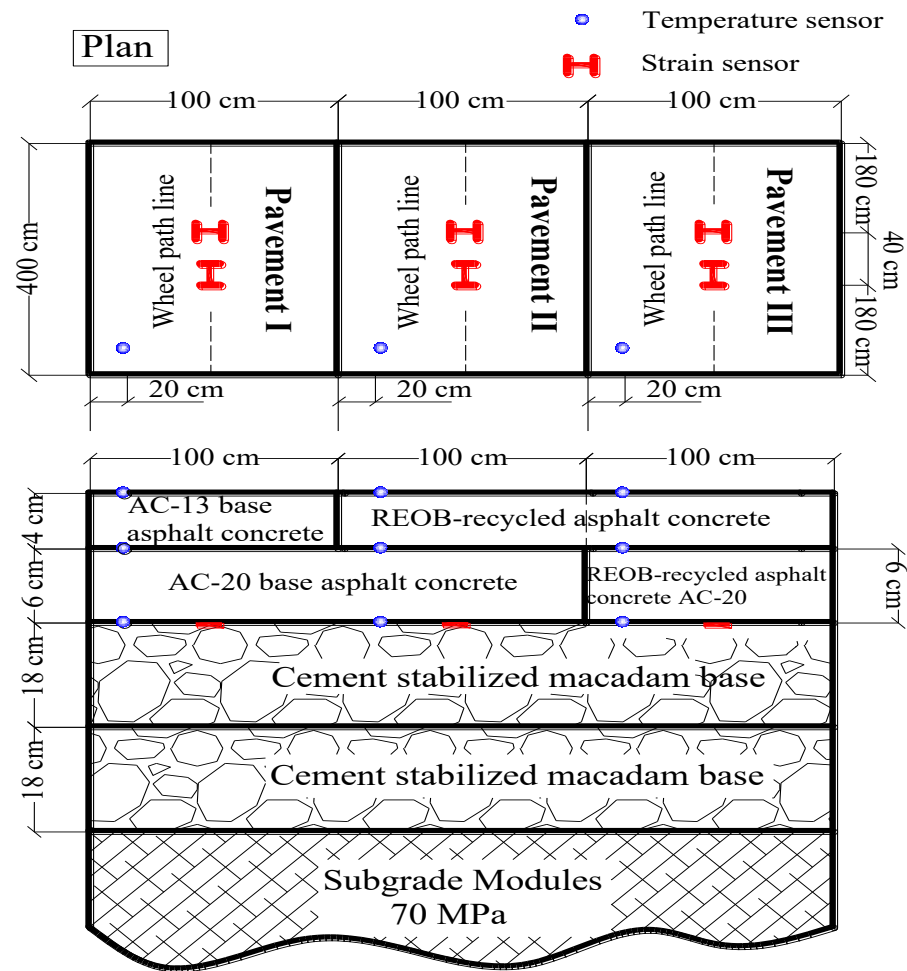 Temperature sensor
Plan
Strain sensor
100 cm
100 cm
100 cm
400 cm
Wheel path line
Pavement I
Wheel path line
Pavement II
Wheel path line
Pavement III
180 cm
40 cm
180 cm
20 cm
20 cm
20 cm
100 cm
100 cm
100 cm
4 cm
AC-13 base
asphalt concrete
REOB-recycled asphalt concrete
6 cm
AC-20 base asphalt concrete
REOB-recycled asphalt
concrete AC-20
6 cm
18 cm
Cement stabilized macadam base
18 cm
Cement stabilized macadam base
Subgrade Modules
70 MPa